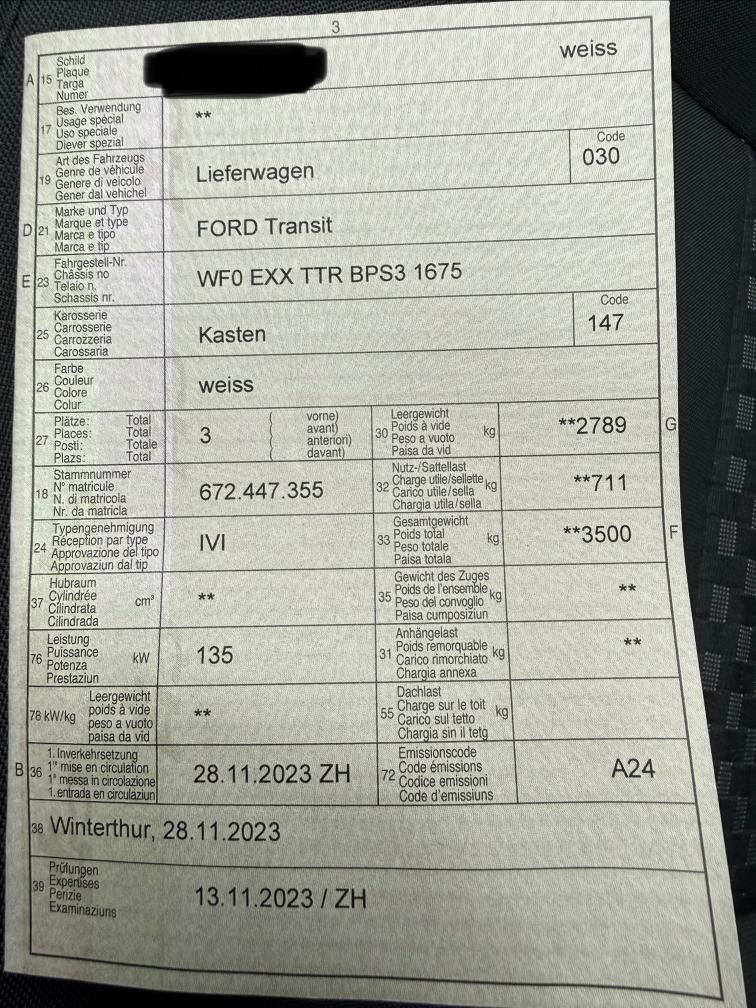 3
A 15 Schild
Plaque
Targa
Numer
weiss
17 Bes. Verwendung
Usage spécial
Uso speciale
Diever spezial
**
19 Art des Fahrzeugs
Genre de véhicule
Genere di veicolo
Gener dal vehichel
Lieferwagen
Code
030
D 21 Marke und Typ
Marque et type
Marca e tipo
Marca e tip
FORD Transit
E 23 Fahrgestell-Nr.
Châssis no
Telaio n.
Schassis nr.
WF0 EXX TTR BPS3 1675
25 Karosserie
Carrosserie
Carrozzeria
Carossaria
Kasten
Code
147
26 Farbe
Couleur
Colore
Colur
weiss
27 Plätze: Total
Places: Total
Posti: Totale
Plazs: Total
3
( vorne)
( avant)
( anteriori)
( davant)
30 Leergewicht
Poids à vide
Peso a vuoto
Paisa da vid
kg
**2789
G
18 Stammnummer
N° matricule
N. di matricola
Nr. da matricla
672.447.355
32 Nutz-/Sattellast
Charge utile/sellette
Carico utile/sella
Chargia utila/sella
kg
**711
24 Typengenehmigung
Réception par type
Approvazione del tipo
Approvaziun dal tip
IVI
33 Gesamtgewicht
Poids total
Peso totale
Paisa totala
kg
**3500
F
37 Hubraum
Cylindrée
Cilindrata
Cilindrada
cm³
**
35 Gewicht des Zuges
Poids de l'ensemble
Peso del convoglio
Paisa cumposiziun
kg
**
76 Leistung
Puissance
Potenza
Prestaziun
kW
135
31 Anhängelast
Poids remorquable
Carico rimorchiato
Chargia annexa
kg
**
78 kW/kg
Leergewicht
poids à vide
peso a vuoto
paisa da vid
**
55 Dachlast
Charge sur le toit
Carico sul tetto
Chargia sin il tetg
kg
B 36 1. Inverkehrsetzung
1re mise en circulation
1a messa in circolazione
1. entrada en circulaziun
28.11.2023 ZH
72 Emissionscode
Code émissions
Codice emissioni
Code d'emissiuns
A24
38 Winterthur, 28.11.2023
39 Prüfungen
Expertises
Perizie
Examinaziuns
13.11.2023 / ZH